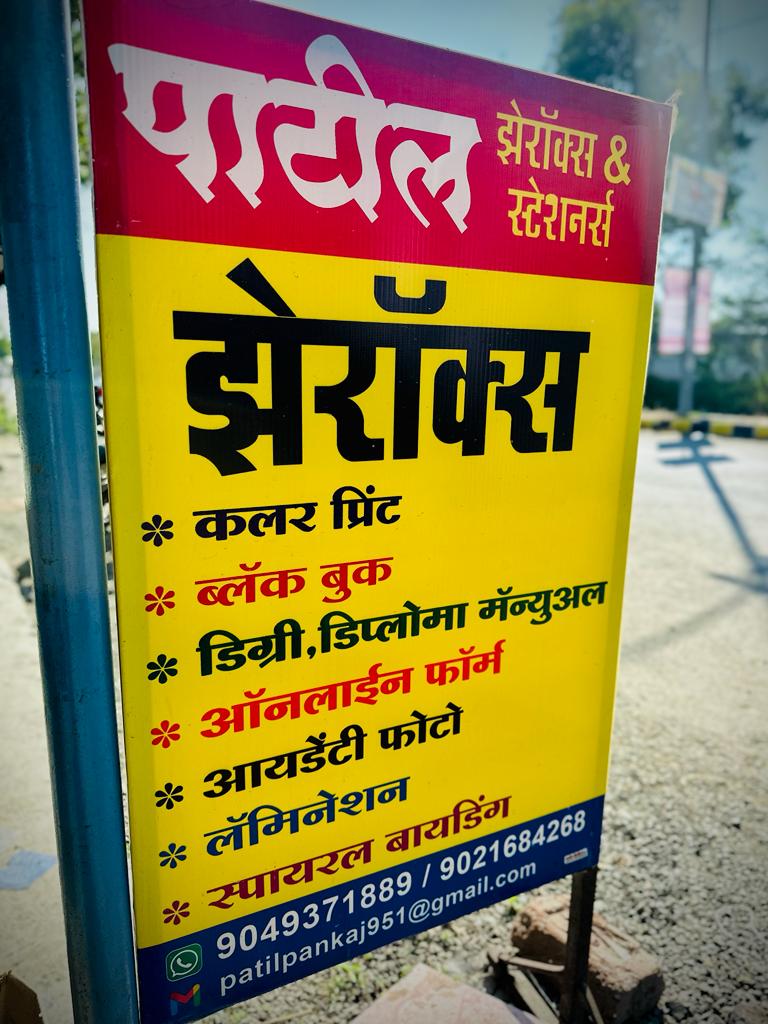 पाटील
झेरॉक्स &
स्टेशनर्स
झेरॉक्स
* कलर प्रिंट
* ब्लॅक बुक
* डिग्री,डिप्लोमा मॅन्युअल
* ऑनलाईन फॉर्म
* आयडेंटी फोटो
* लॅमिनेशन
* स्पायरल बायडिंग
9049371889 / 9021684268
patilpankaj951@gmail.com